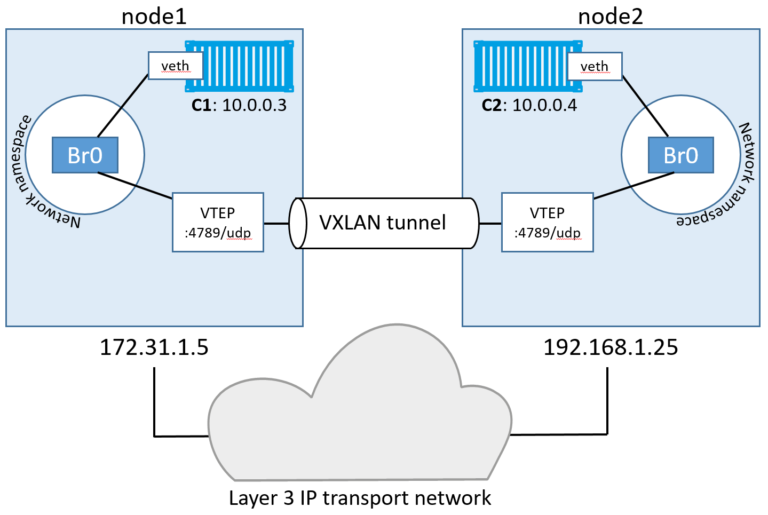 node1
node2
veth
veth
C1: 10.0.0.3
C2: 10.0.0.4
Network namespace
Br0
Br0
Network namespace
VTEP
:4789/udp
VXLAN tunnel
VTEP
:4789/udp
172.31.1.5
192.168.1.25
Layer 3 IP transport network